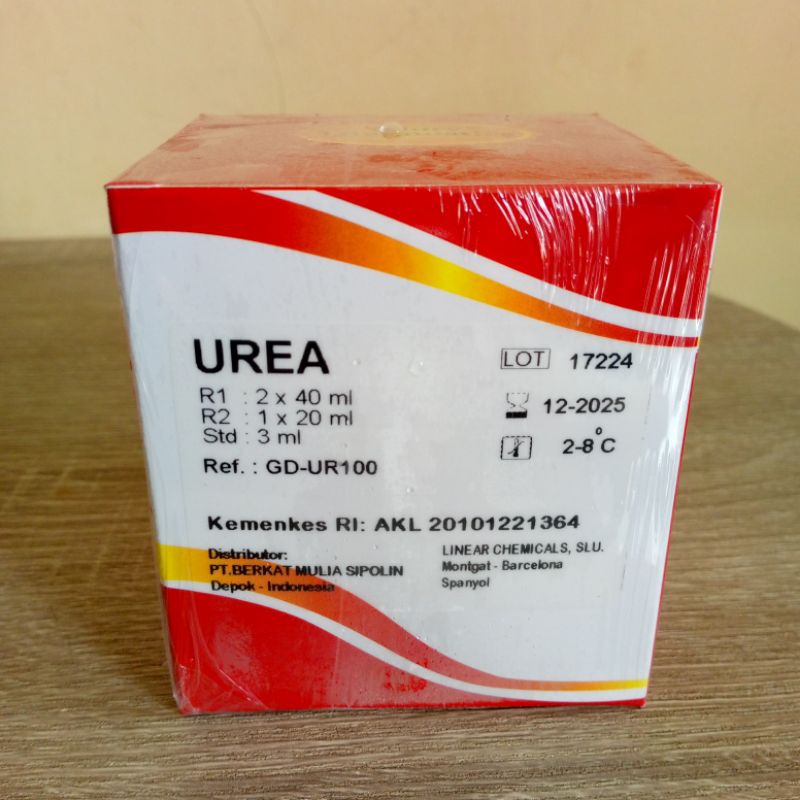 UREA
R1 : 2 x 40 ml
R2 : 1 x 20 ml
Std : 3 ml
Ref. : GD-UR100
LOT 17224
12-2025
2-8°C
Kemenkes RI: AKL 20101221364
Distributor:
PT.BERKAT MULIA SIPOLIN
Depok - Indonesia
LINEAR CHEMICALS, SLU.
Montgat - Barcelona
Spanyol